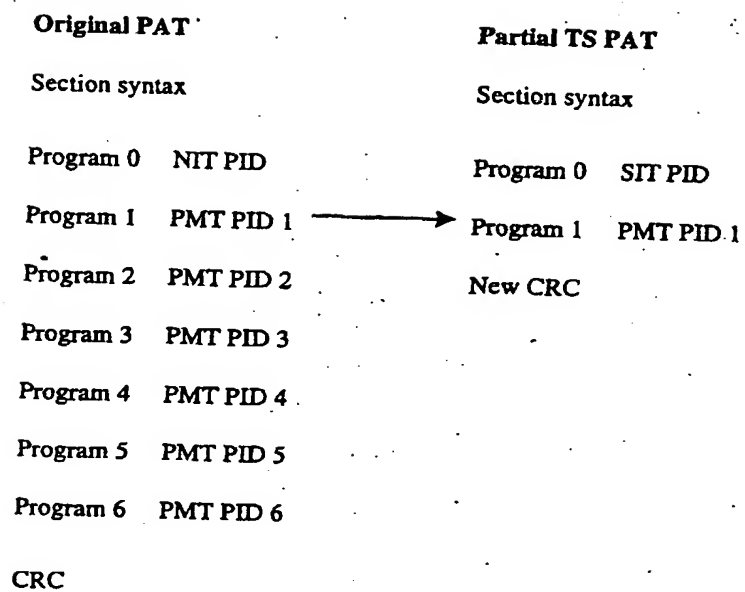 Original PAT
Section syntax
Program 0 NIT PID
Program 1 PMT PID 1
Program 2 PMT PID 2
Program 3 PMT PID 3
Program 4 PMT PID 4
Program 5 PMT PID 5
Program 6 PMT PID 6
CRC
Partial TS PAT
Section syntax
Program 0 SIT PID
Program 1 PMT PID 1
New CRC